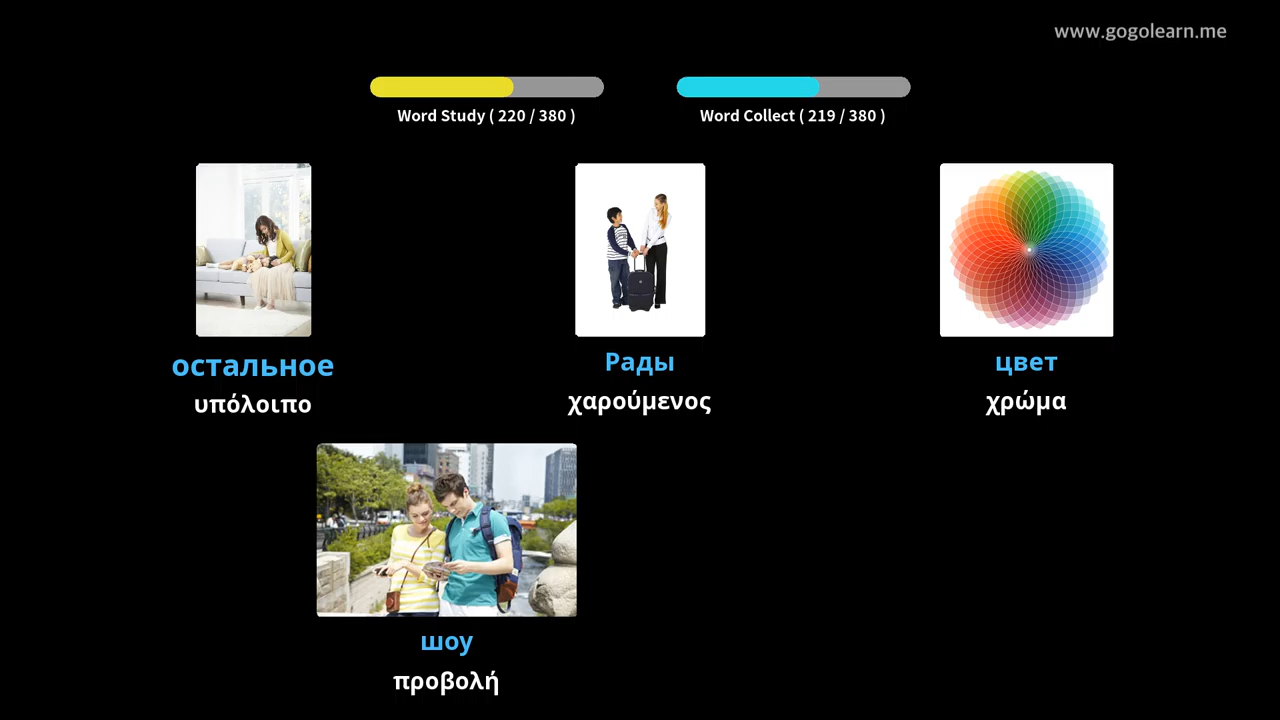 www.gogolearn.me
Word Study ( 220 / 380 )
Word Collect ( 219 / 380 )
остальное
υπόλοιπο
Рады
χαρούμενος
цвет
χρώμα
шоу
προβολή